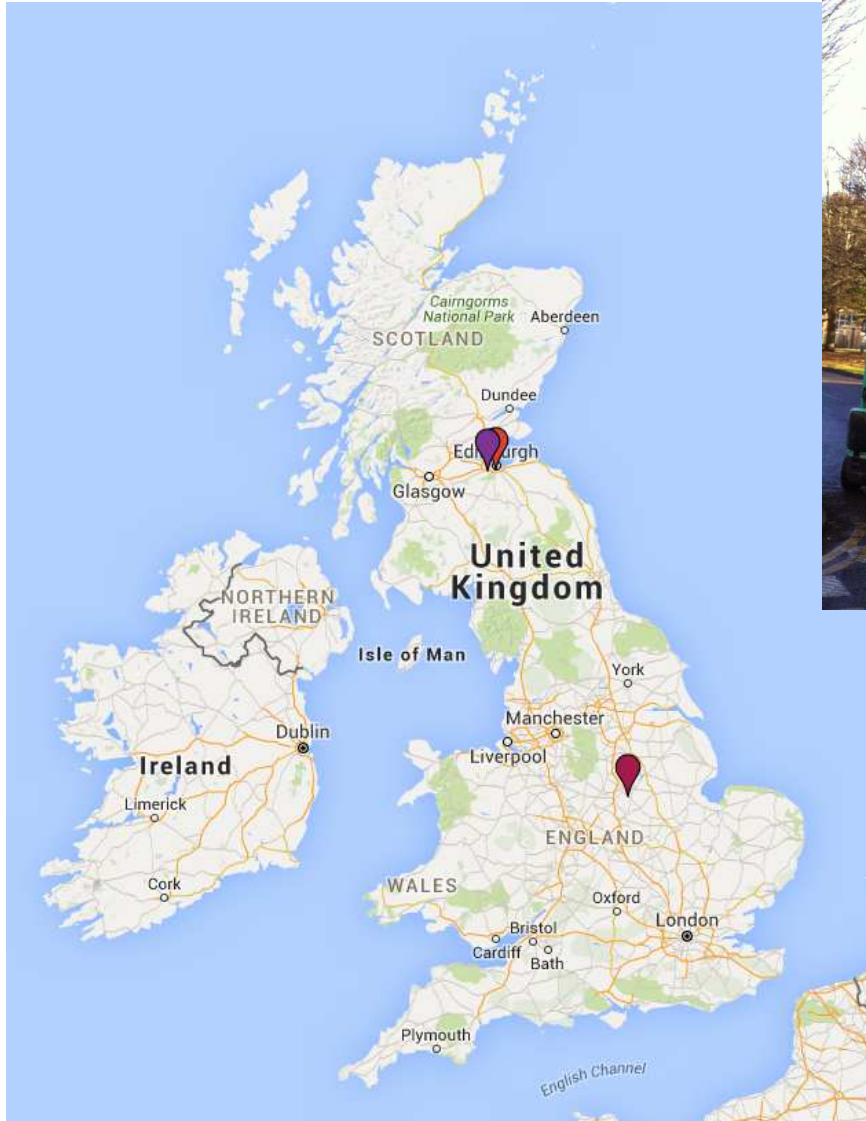 Cairngorms
National Park
Aberdeen
SCOTLAND
Dundee
Glasgow
United
Kingdom
NORTHERN
IRELAND
Isle of Man
York
Manchester
Dublin
Liverpool
Ireland
Limerick
ENGLAND
WALES
Cork
Oxford
London
Bristol
Cardiff
Bath
Plymouth
English Channel